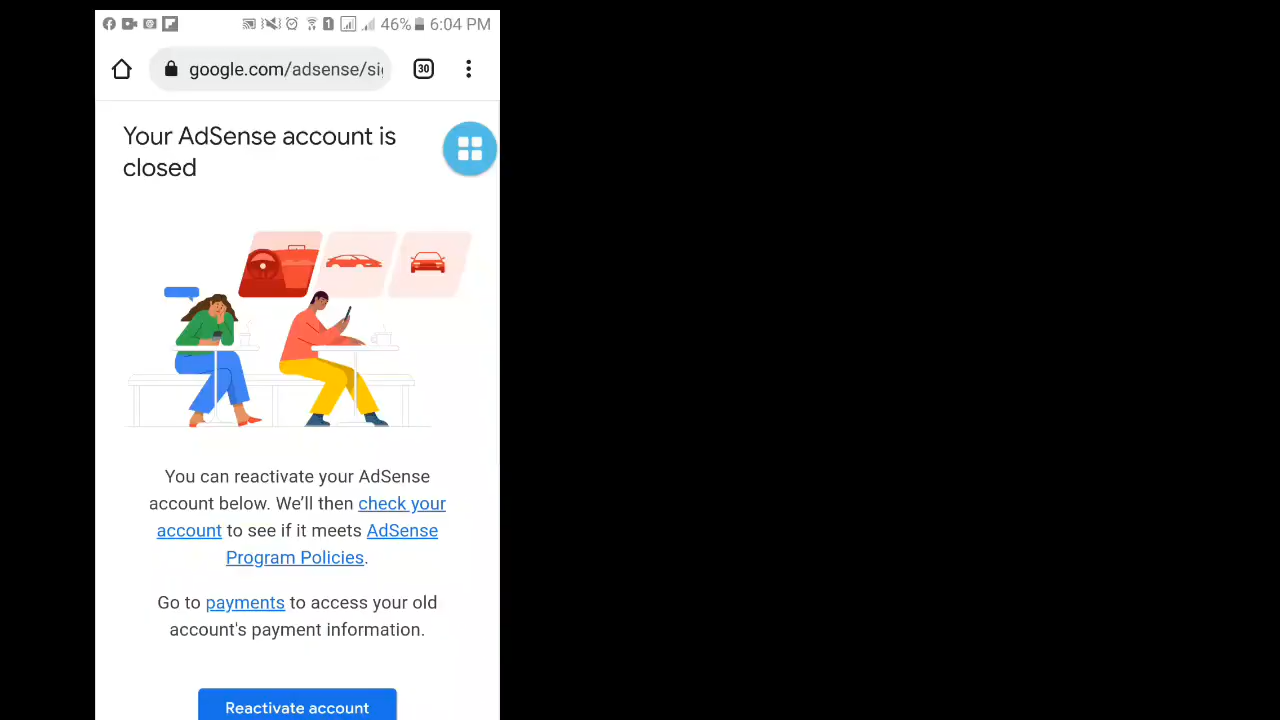 1 46% 6:04 PM
google.com/adsense/si 30
Your AdSense account is
closed
You can reactivate your AdSense
account below. We’ll then check your
account to see if it meets AdSense
Program Policies.
Go to payments to access your old
account's payment information.
Reactivate account